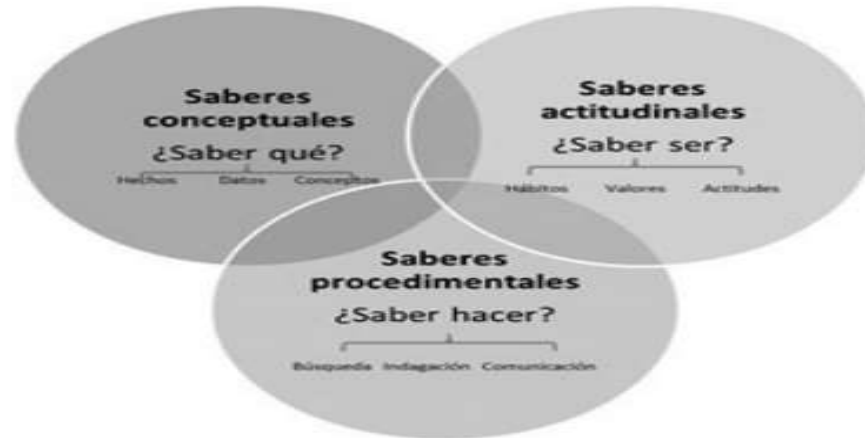 Saberes
conceptuales
¿Saber qué?
Hechos Datos Conceptos
Saberes
actitudinales
¿Saber ser?
Hábitos Valores Actitudes
Saberes
procedimentales
¿Saber hacer?
Búsqueda Indagación Comunicación